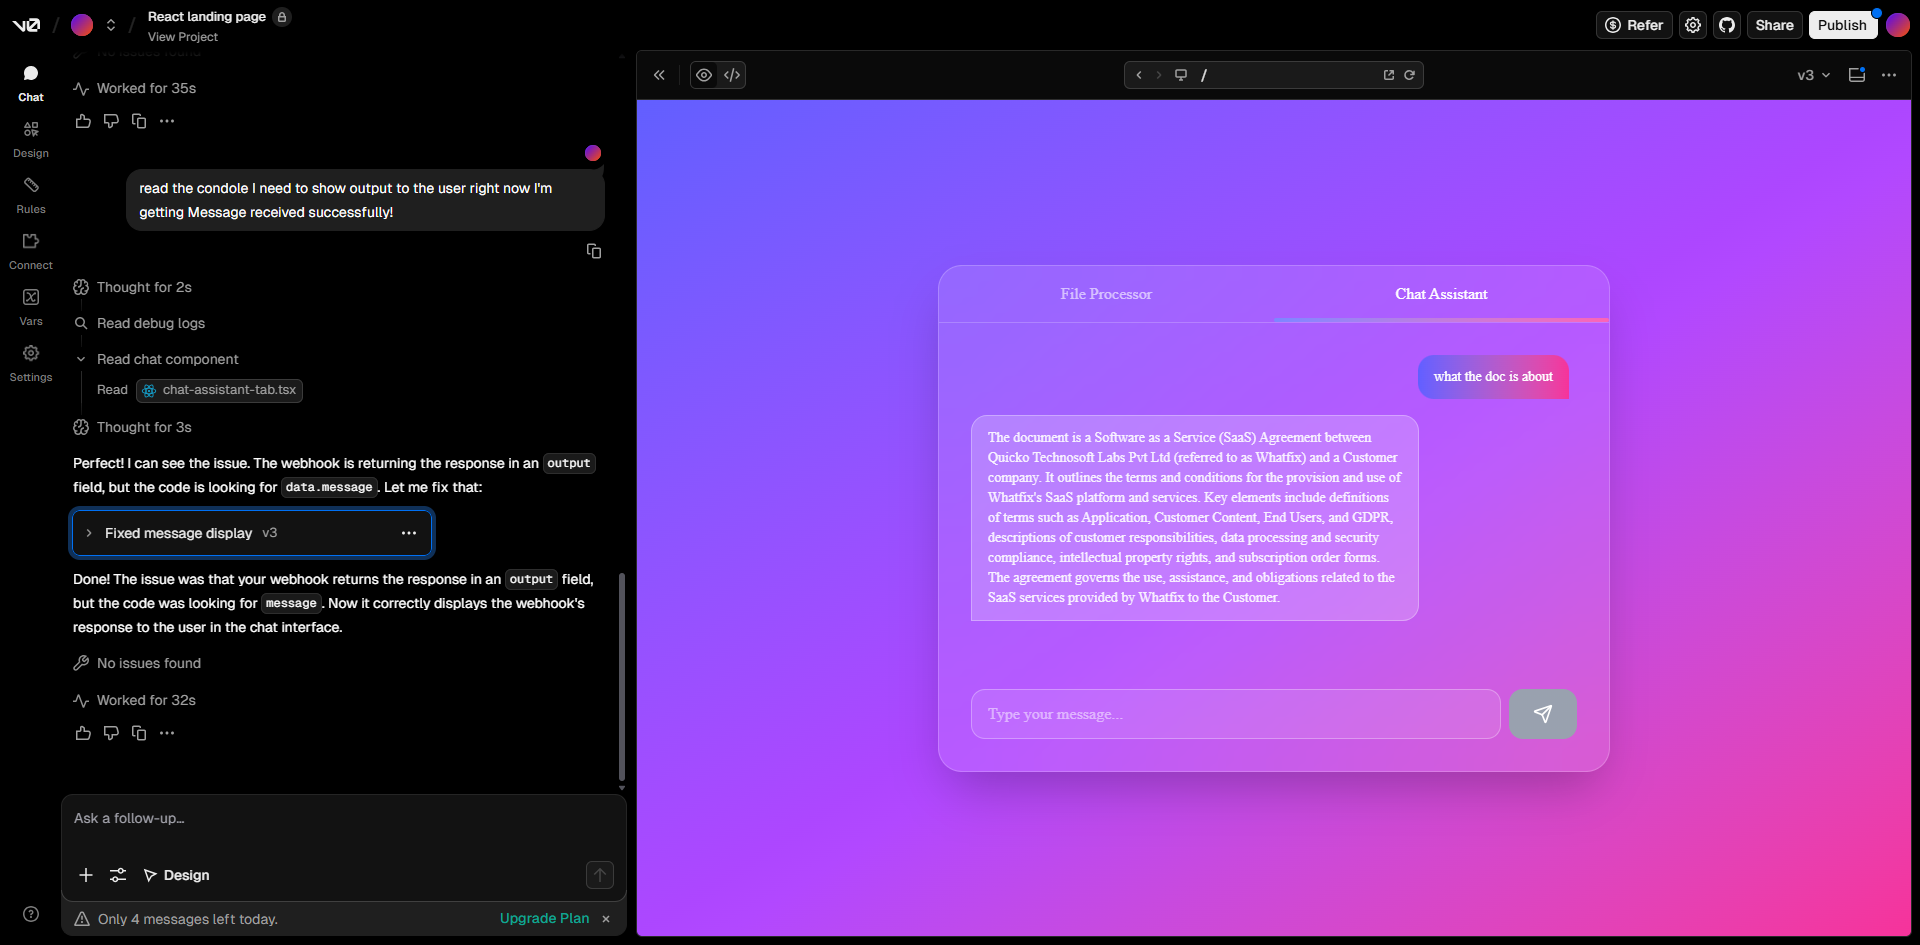 v0
React landing page
View Project
Refer
Share
Publish
Chat
Design
Rules
Connect
Vars
Settings
No issues found
Worked for 35s
read the condole I need to show output to the user right now I'm
getting Message received successfully!
Thought for 2s
Read debug logs
Read chat component
Read chat-assistant-tab.tsx
Thought for 3s
Perfect! I can see the issue. The webhook is returning the response in an output
field, but the code is looking for data.message. Let me fix that:
Fixed message display v3
Done! The issue was that your webhook returns the response in an output field,
but the code was looking for message. Now it correctly displays the webhook's
response to the user in the chat interface.
No issues found
Worked for 32s
Ask a follow-up...
Design
Only 4 messages left today.
Upgrade Plan
/
v3
File Processor
Chat Assistant
what the doc is about
The document is a Software as a Service (SaaS) Agreement between
Quicko Technosoft Labs Pvt Ltd (referred to as Whatfix) and a Customer
company. It outlines the terms and conditions for the provision and use of
Whatfix's SaaS platform and services. Key elements include definitions
of terms such as Application, Customer Content, End Users, and GDPR,
descriptions of customer responsibilities, data processing and security
compliance, intellectual property rights, and subscription order forms.
The agreement governs the use, assistance, and obligations related to the
SaaS services provided by Whatfix to the Customer.
Type your message...